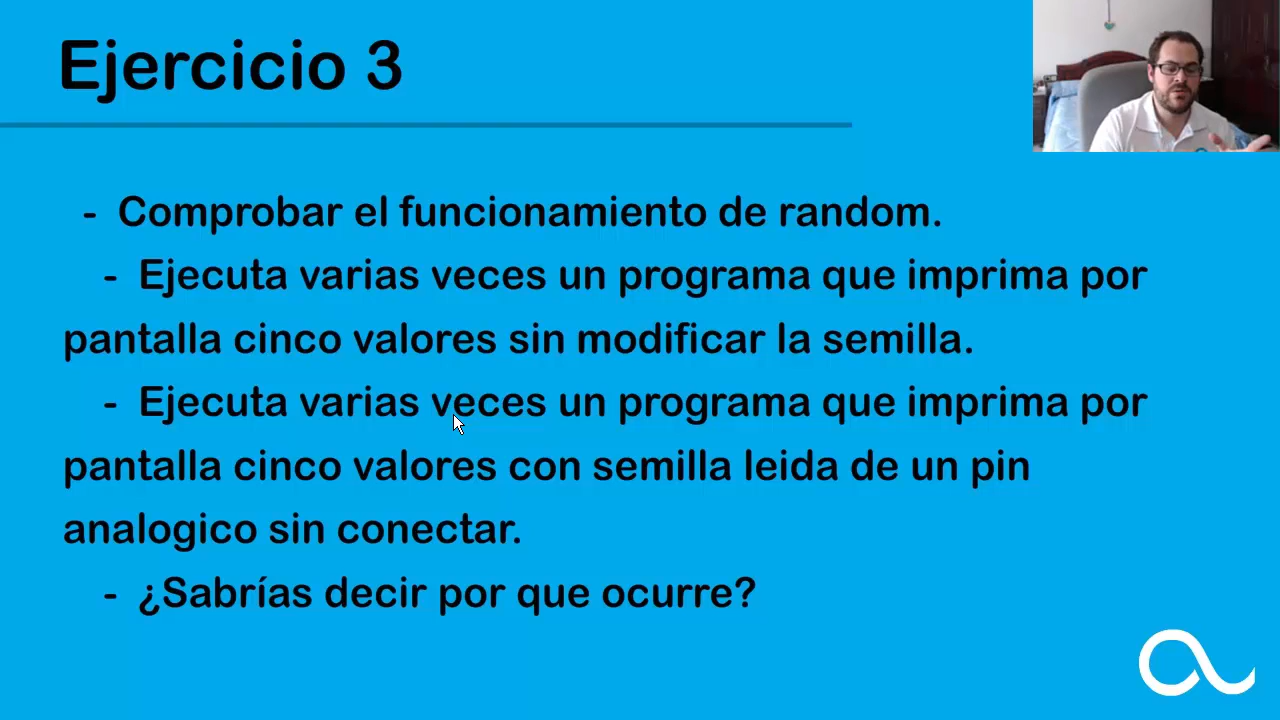 Ejercicio 3
- Comprobar el funcionamiento de random.
- Ejecuta varias veces un programa que imprima por
pantalla cinco valores sin modificar la semilla.
- Ejecuta varias veces un programa que imprima por
pantalla cinco valores con semilla leida de un pin
analogico sin conectar.
- ¿Sabrías decir por que ocurre?